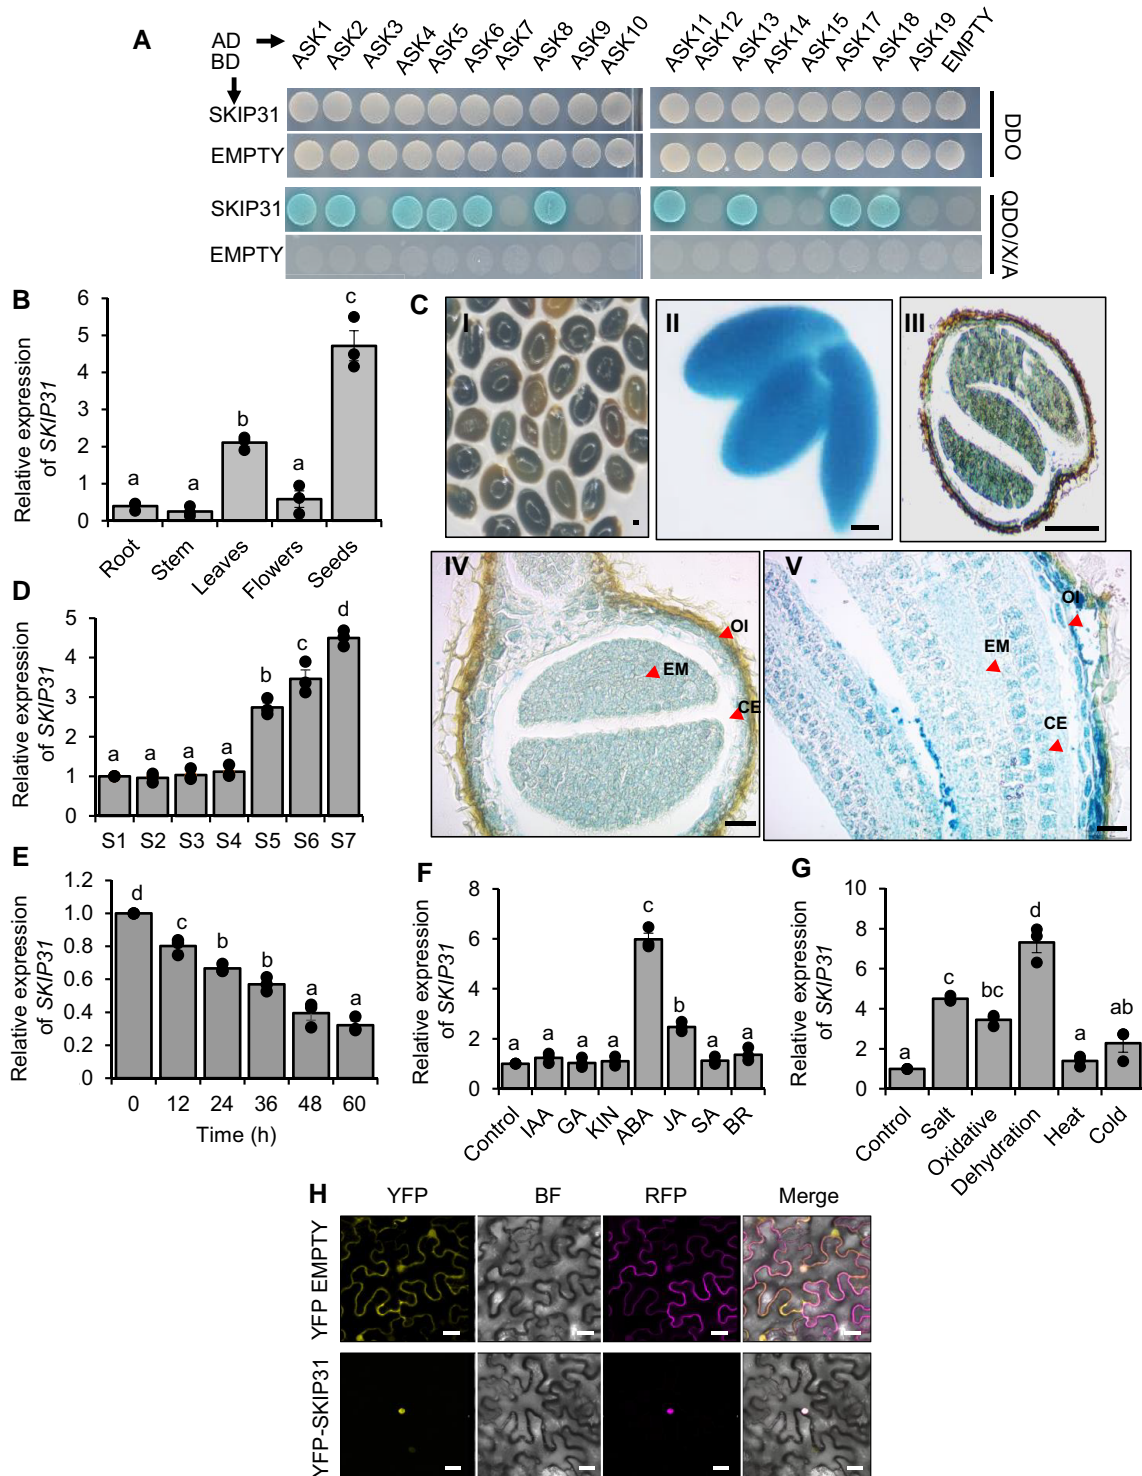 A
AD
BD
ASK1 ASK2 ASK3 ASK4 ASK5 ASK6 ASK7 ASK8 ASK9 ASK10 ASK11 ASK12 ASK13 ASK14 ASK15 ASK17 ASK18 ASK19 EMPTY
SKIP31
EMPTY
DDO
SKIP31
EMPTY
QDO/X/A
B
Relative expression
of SKIP31
6
5
4
3
2
1
0
a a b a c
Root Stem Leaves Flowers Seeds
C
I
II
III
IV
OI
EM
CE
V
OI
EM
CE
D
Relative expression
of SKIP31
5
4
3
2
1
0
a a a a b c d
S1 S2 S3 S4 S5 S6 S7
E
Relative expression
of SKIP31
1.2
1.0
0.8
0.6
0.4
0.2
0
d c b b a a
0 12 24 36 48 60
Time (h)
F
Relative expression
of SKIP31
8
6
4
2
0
a a a a c b a a
Control IAA GA KIN ABA JA SA BR
G
Relative expression
of SKIP31
10
8
6
4
2
0
a c bc d a ab
Control Salt Oxidative Dehydration Heat Cold
H
YFP BF RFP Merge
YFP EMPTY
YFP-SKIP31